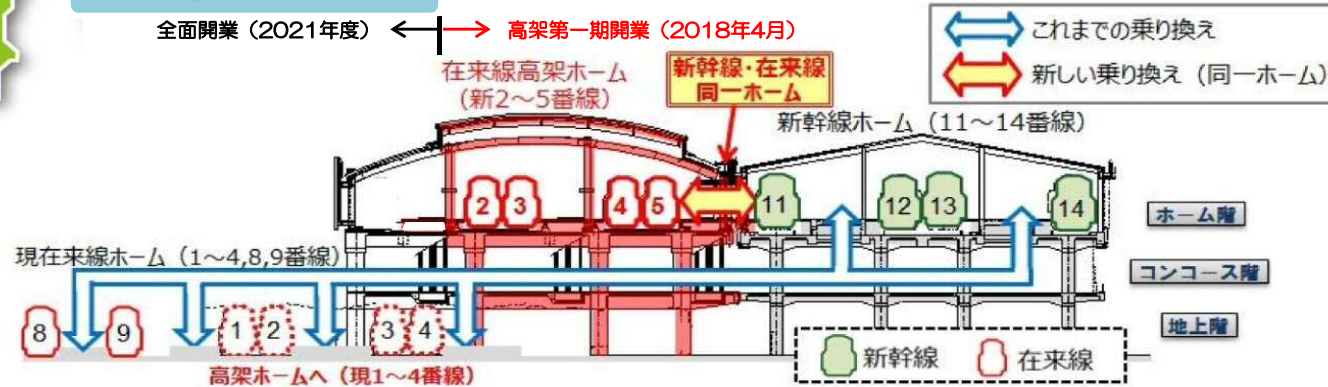 全面開業(2021年度)
高架第一期開業(2018年4月)
これまでの乗り換え
新しい乗り換え(同一ホーム)
在来線高架ホーム
(新2~5番線)
新幹線・在来線
同一ホーム
新幹線ホーム(11~14番線)
2 3 4 5 11 12 13 14
ホーム階
現在来線ホーム(1~4,8,9番線)
コンコース階
8 9 1 2 3 4
地上階
新幹線 在来線
高架ホームへ(現1~4番線)